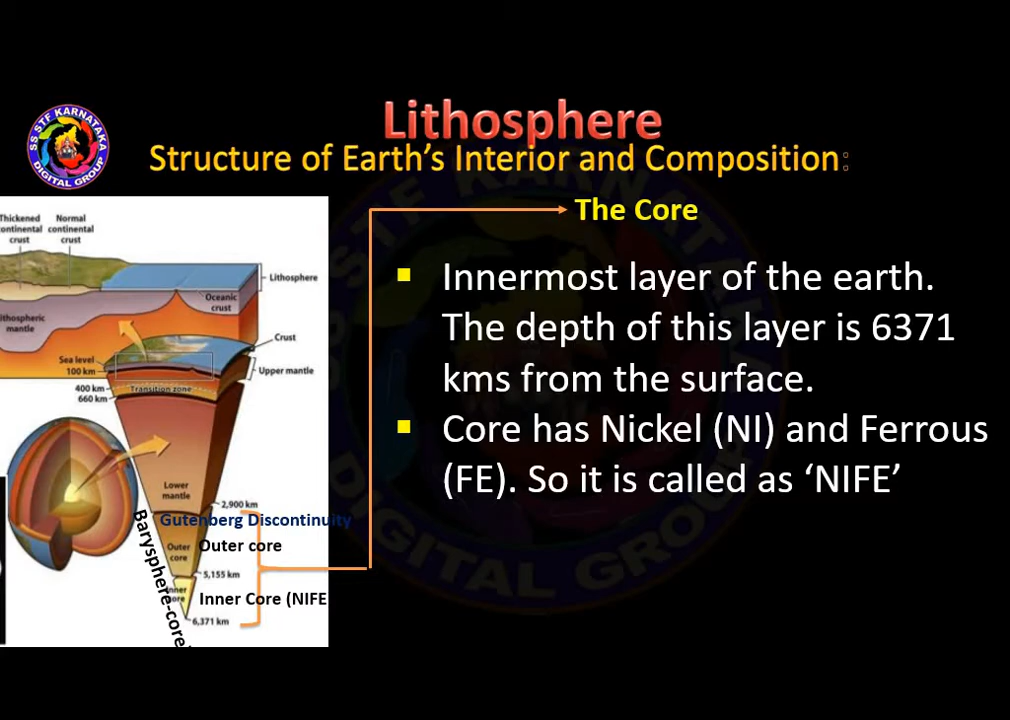 Lithosphere
Structure of Earth's Interior and Composition:
SS STF KARNATAKA
DIGITAL GROUP
The Core
Innermost layer of the earth.
The depth of this layer is 6371
kms from the surface.
Core has Nickel (NI) and Ferrous
(FE). So it is called as ‘NIFE’
Thickened
ontinental
crust
Normal
continental
crust
Lithosphere
Oceanic
crust
ithospheric
mantle
Crust
Sea level
100 km
Upper mantle
400 km
Transition zone
660 km
Lower
mantle
2,900 km
Gutenberg Discontinuity
Outer
core
Outer core
5,155 km
Inner Core (NIFE
6,371 km
Barysphere-core
DIGITAL GROUP